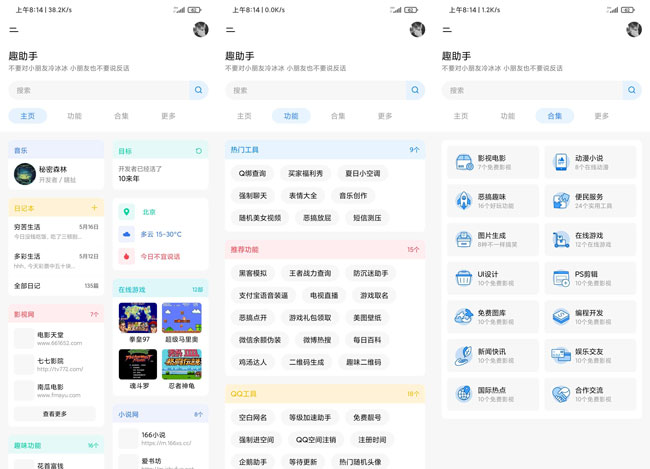 上午8:14 | 38.2K/s
62
趣助手
不要对小朋友冷冰冰 小朋友也不要说反话
搜索
主页
功能
合集
更多
音乐
秘密森林
开发者 / 魏尬
日记本
+
穷苦生活
5月16日
今日没钱吃饭, 吃了三顿挨...
多彩生活
5月12日
hhh, 今天花费中五十块...
全部日记
135篇
影视网
7个
电影天堂
www.661652.com
七七影院
http://tv772.com/
南瓜电影
www.fmayu.com
查看更多
趣味功能
16个
花首富钱
目标
开发者已经活了
10来年
北京
多云 15-30°C
今日不宜说话
在线游戏
12部
拳皇97
超级马里奥
魂斗罗
忍者神龟
小说网
8个
166小说
https://m.166xs.cc/
爱书坊
上午8:14 | 0.0K/s
62
趣助手
不要对小朋友冷冰冰 小朋友也不要说反话
搜索
主页
功能
合集
更多
热门工具
9个
Q绑查询
买家福利秀
夏日小空调
强制聊天
表情大全
音乐创作
随机美女视频
恶搞放屁
短信测压
推荐功能
15个
黑客模拟
王者战力查询
防沉迷助手
支付宝语音装逼
电视直播
游戏取名
恶搞点开
游戏礼包领取
美图壁纸
微信余额伪装
微博热搜
每日百科
鸡汤达人
二维码生成
趣味二维码
QQ工具
18个
空白网名
等级加速助手
免费靓号
强制进空间
QQ空间注销
注册时间
企鹅助手
等待更新
热门随机头像
上午8:14 | 1.2K/s
62
趣助手
不要对小朋友冷冰冰 小朋友也不要说反话
搜索
主页
功能
合集
更多
影视电影
7个免费影视
动漫小说
8个在线动漫
恶搞趣味
16个好玩功能
便民服务
24个实用工具
图片生成
8种不一样搞笑
在线游戏
12个在线游戏
UI设计
10个免费影视
PS剪辑
10个免费影视
免费图库
10个免费影视
编程开发
10个免费影视
新闻快讯
10个免费影视
娱乐交友
10个免费影视
国际热点
10个免费影视
合作交流
10个免费影视